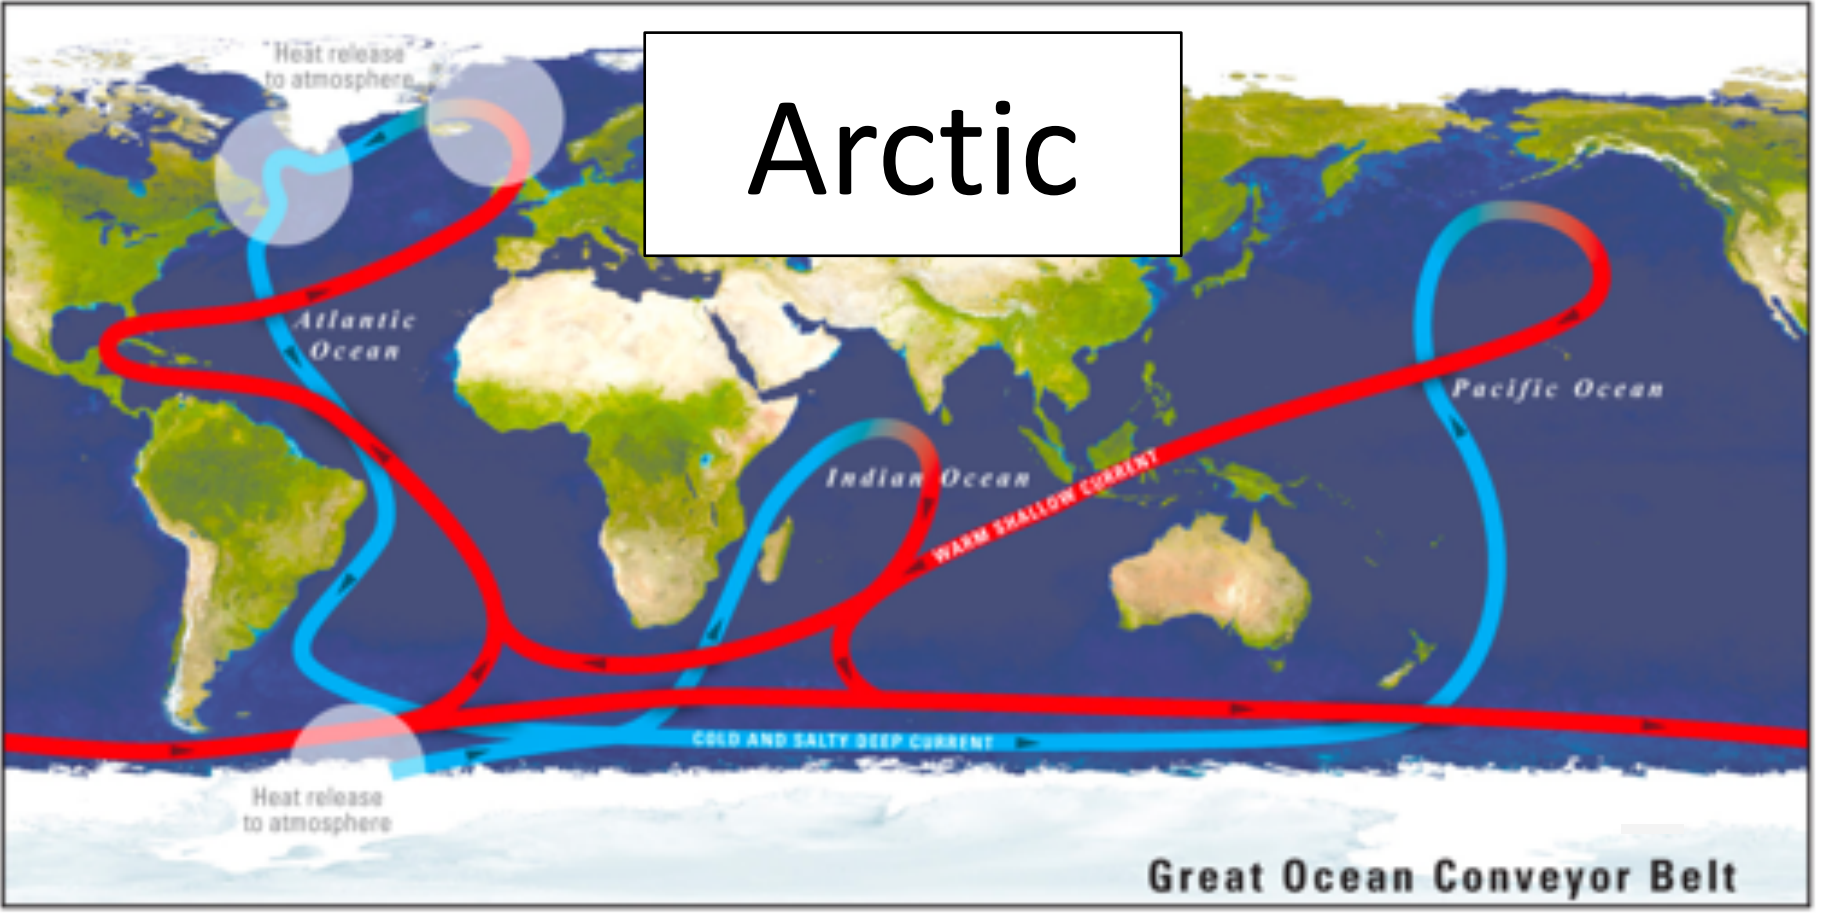 Heat release
to atmosphere
Arctic
Atlantic
Ocean
Pacific Ocean
Indian Ocean
WARM SHALLOW CURRENT
COLD AND SALTY DEEP CURRENT
Heat release
to atmosphere
Great Ocean Conveyor Belt